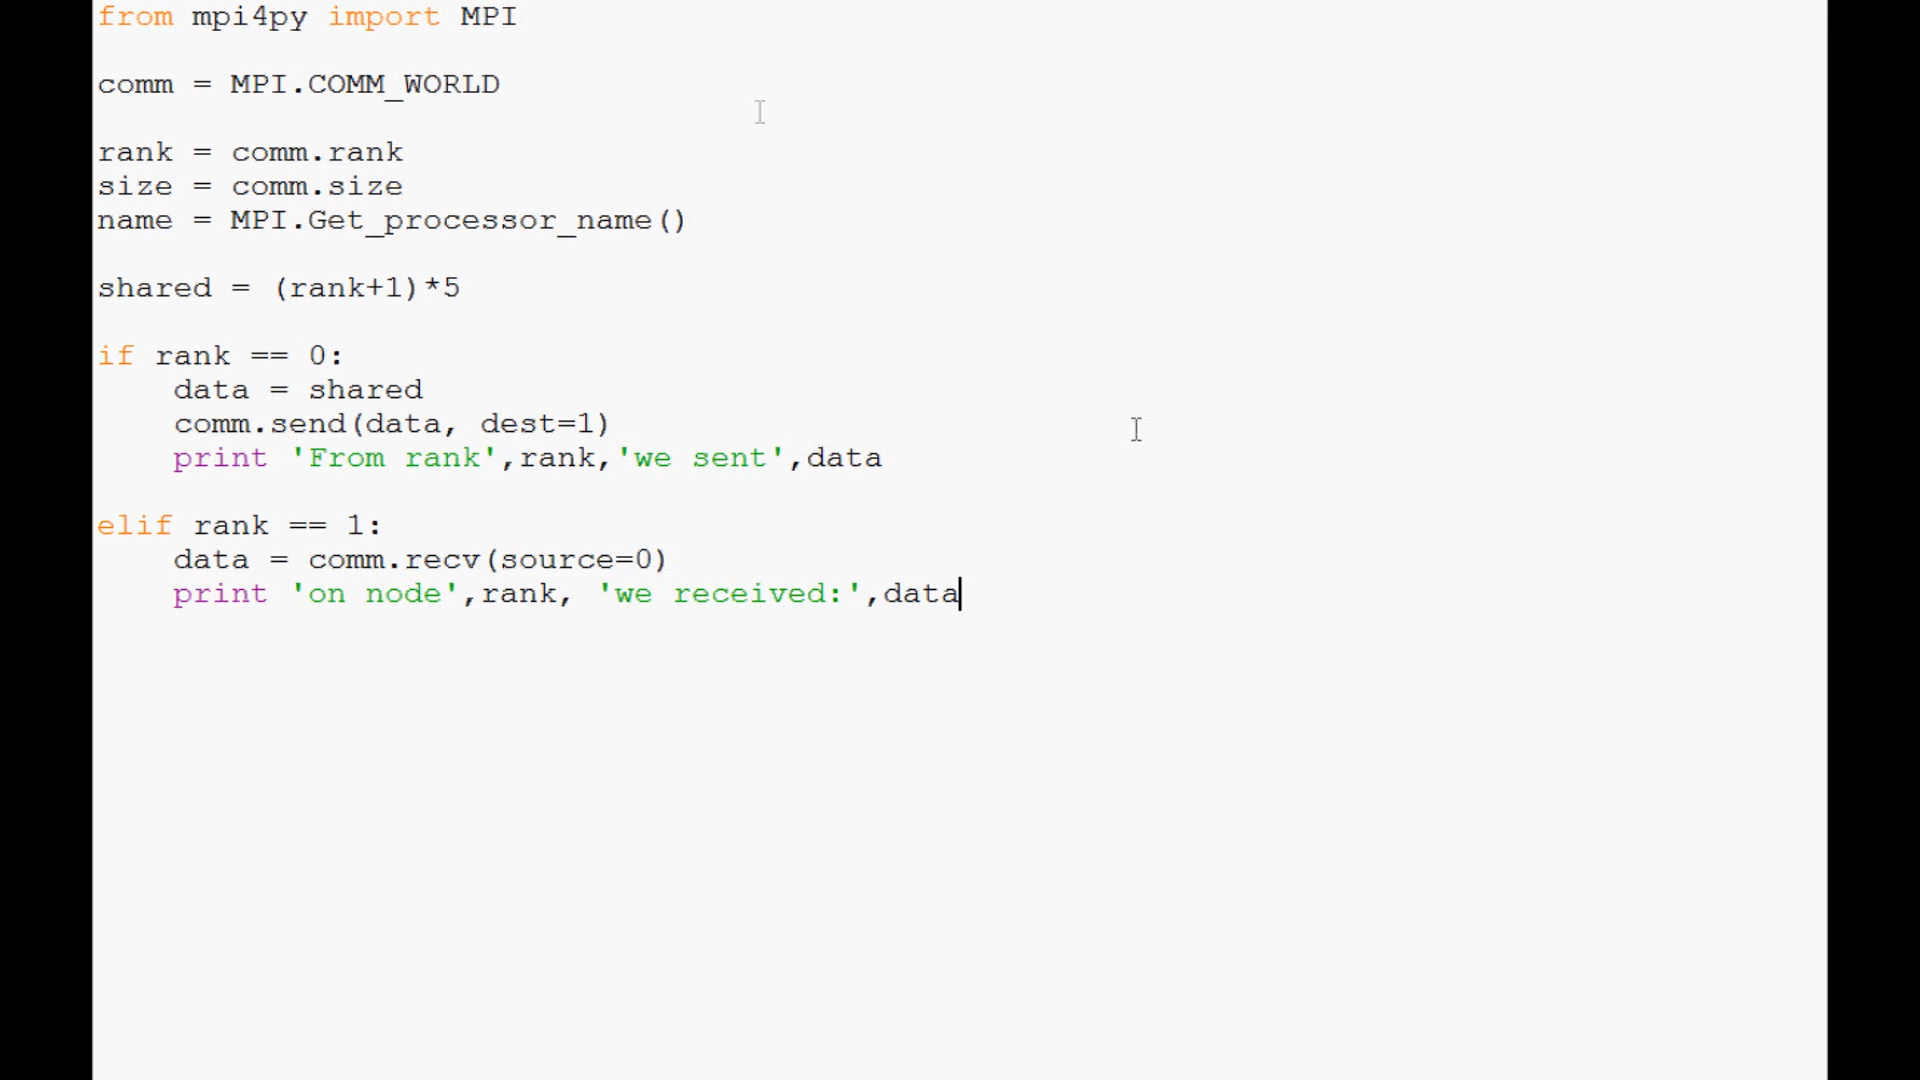 from mpi4py import MPI
comm = MPI.COMM_WORLD
rank = comm.rank
size = comm.size
name = MPI.Get_processor_name()
shared = (rank+1)*5
if rank == 0:
    data = shared
    comm.send(data, dest=1)
    print 'From rank',rank,'we sent',data
elif rank == 1:
    data = comm.recv(source=0)
    print 'on node',rank, 'we received:',data